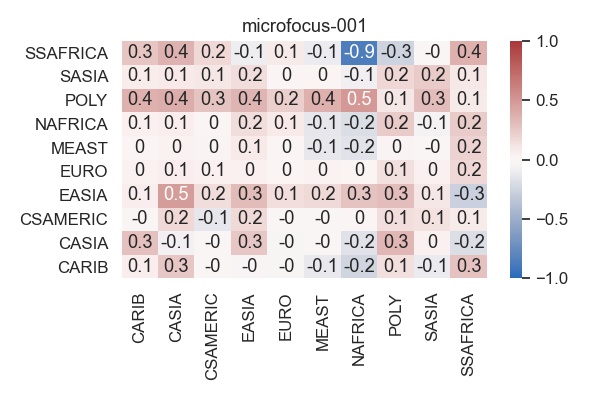 microfocus-001
SSAFRICA 0.3 0.4 0.2 -0.1 0.1 -0.1 -0.9 -0.3 -0 0.4
SASIA 0.1 0.1 0.1 0.2 0 0 -0.1 0.2 0.2 0.1
POLY 0.4 0.4 0.3 0.4 0.2 0.4 0.5 0.1 0.3 0.1
NAFRICA 0.1 0.1 0 0.2 0.1 -0.1 -0.2 0.2 -0.1 0.2
MEAST 0 0 0 0.1 0 -0.1 -0.2 0 -0 0.2
EURO 0 0.1 0.1 0 0 0 0 0.1 0 0.2
EASIA 0.1 0.5 0.2 0.3 0.1 0.2 0.3 0.3 0.1 -0.3
CSAMERIC -0 0.2 -0.1 0.2 -0 -0 0 0.1 0.1 0.1
CASIA 0.3 -0.1 -0 0.3 -0 -0 -0.2 0.3 0 -0.2
CARIB 0.1 0.3 -0 -0 -0 -0.1 -0.2 0.1 -0.1 0.3
CARIB CASIA CSAMERIC EASIA EURO MEAST NAFRICA POLY SASIA SSAFRICA
1.0
0.5
0.0
−0.5
−1.0